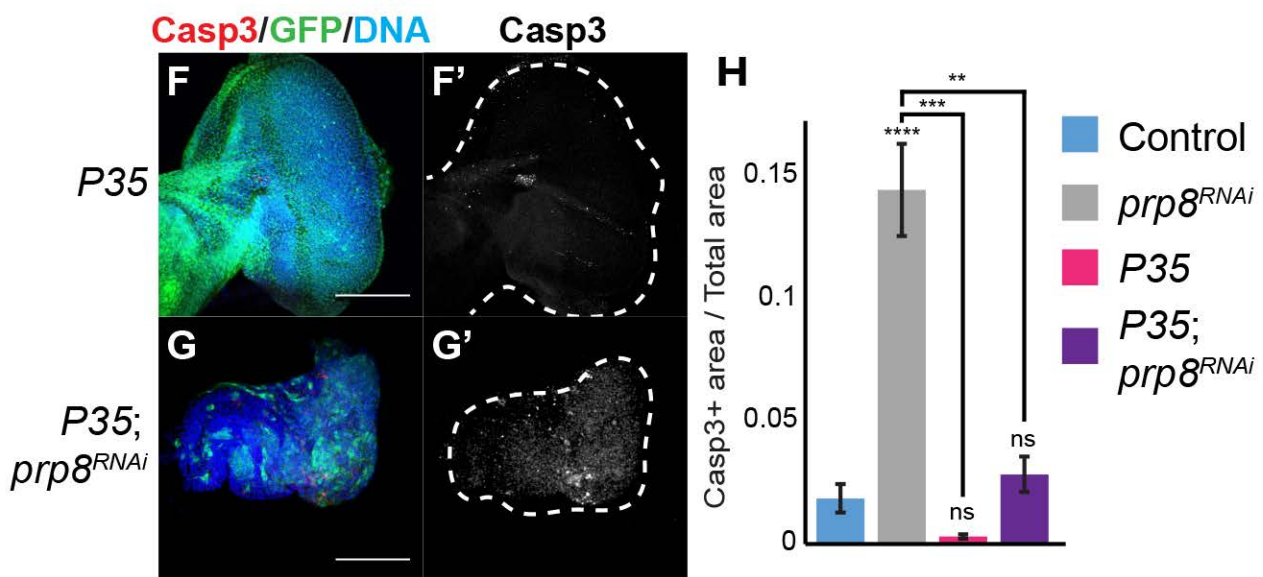 Casp3/GFP/DNA
Casp3
F
F’
P35
G
G’
P35;
prp8RNAi
H
**
***
****
0.15
0.1
0.05
0
Casp3+ area / Total area
ns
ns
Control
prp8RNAi
P35
P35;
prp8RNAi